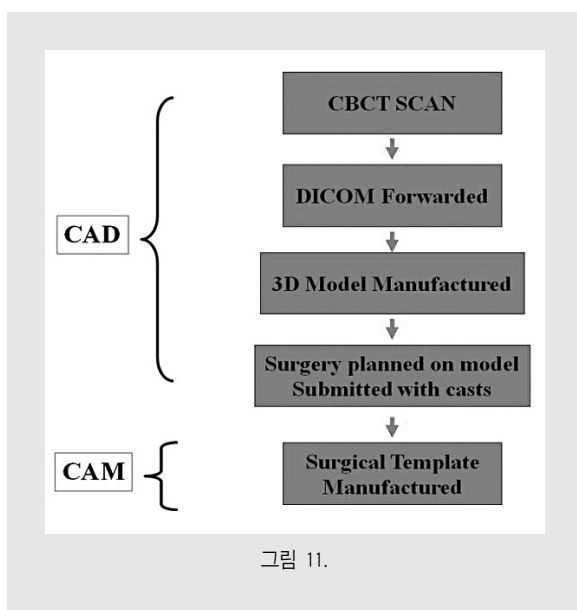 CBCT SCAN
DICOM Forwarded
CAD
3D Model Manufactured
Surgery planned on model
Submitted with casts
CAM
Surgical Template
Manufactured
그림 11.